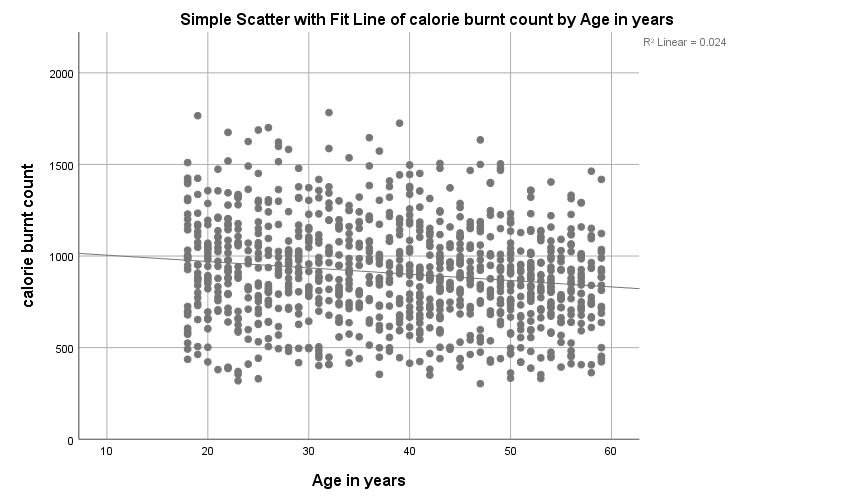 Simple Scatter with Fit Line of calorie burnt count by Age in years
R² Linear = 0.024
2000
1500
1000
500
0
calorie burnt count
10 20 30 40 50 60
Age in years